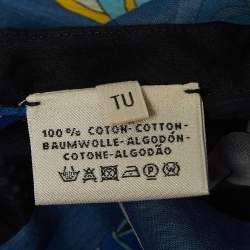 TU
100% COTON-COTTON-
BAUMWOLLE-ALGODÓN-
COTONE-ALGODÃO